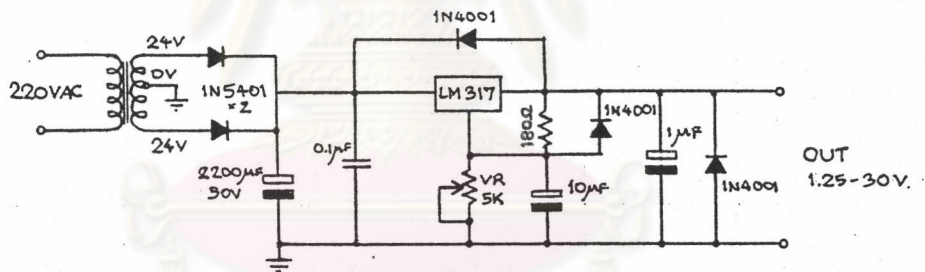 220VAC
24V
0V
24V
1N5401
*2
2200µF
50V
0.1µF
1N4001
LM317
180Ω
VR
5K
10µF
1N4001
1µF
1N4001
OUT
1.25-30V.